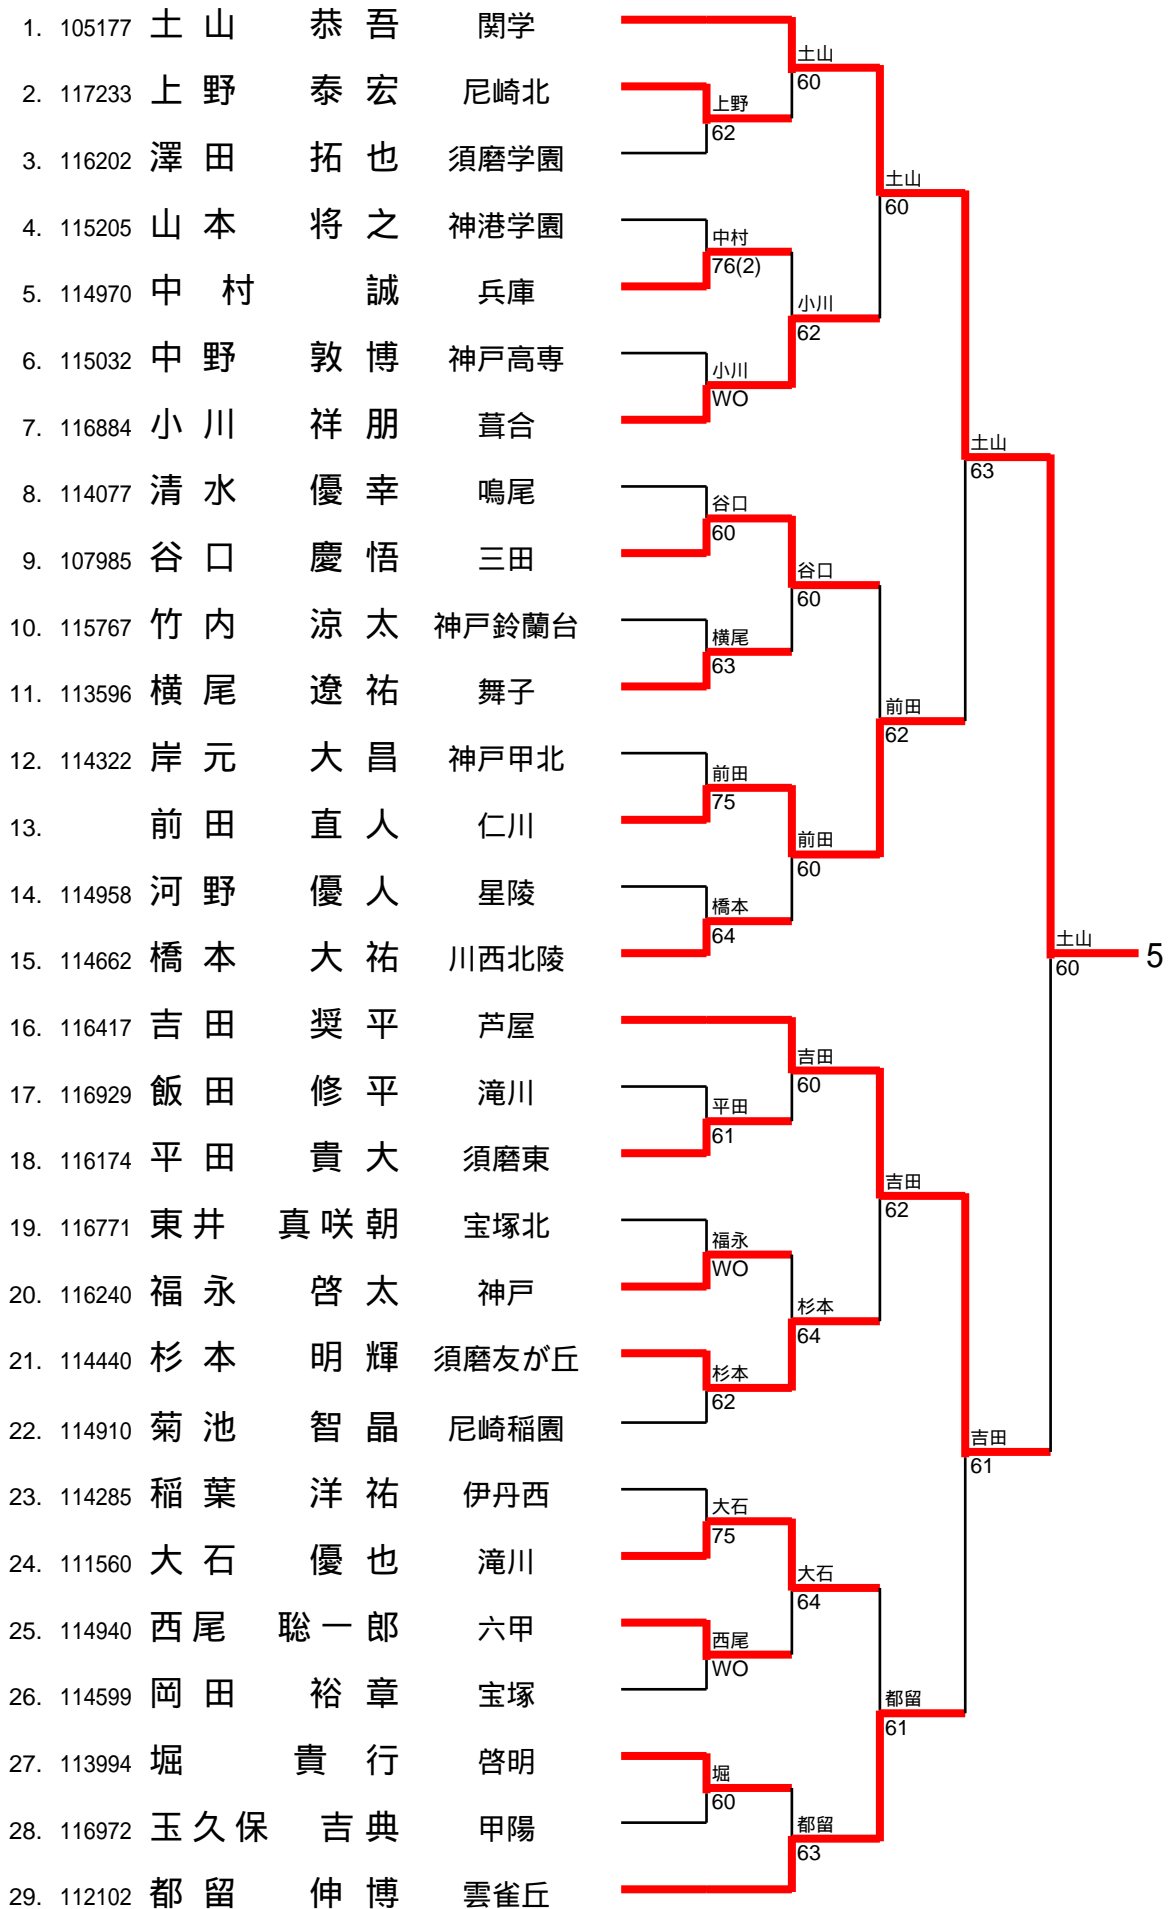 1. 105177 土山 恭吾 関学
2. 117233 上野 泰宏 尼崎北
3. 116202 澤田 拓也 須磨学園
4. 115205 山本 将之 神港学園
5. 114970 中村 誠 兵庫
6. 115032 中野 敦博 神戸高専
7. 116884 小川 祥朋 葺合
8. 114077 清水 優幸 鳴尾
9. 107985 谷口 慶悟 三田
10. 115767 竹内 涼太 神戸鈴蘭台
11. 113596 横尾 遼祐 舞子
12. 114322 岸元 大昌 神戸甲北
13. 前田 直人 仁川
14. 114958 河野 優人 星陵
15. 114662 橋本 大祐 川西北陵
16. 116417 吉田 奨平 芦屋
17. 116929 飯田 修平 滝川
18. 116174 平田 貴大 須磨東
19. 116771 東井 真咲朝 宝塚北
20. 116240 福永 啓太 神戸
21. 114440 杉本 明輝 須磨友が丘
22. 114910 菊池 智晶 尼崎稲園
23. 114285 稲葉 洋祐 伊丹西
24. 111560 大石 優也 滝川
25. 114940 西尾 聡一郎 六甲
26. 114599 岡田 裕章 宝塚
27. 113994 堀 貴行 啓明
28. 116972 玉久保 吉典 甲陽
29. 112102 都留 伸博 雲雀丘
上野
62
中村
76(2)
小川
WO
谷口
60
横尾
63
前田
75
橋本
64
平田
61
福永
WO
杉本
62
大石
75
西尾
WO
堀
60
土山
60
小川
62
谷口
60
前田
60
吉田
60
杉本
64
大石
64
都留
63
土山
60
前田
62
吉田
62
都留
61
土山
63
吉田
61
土山
60
5